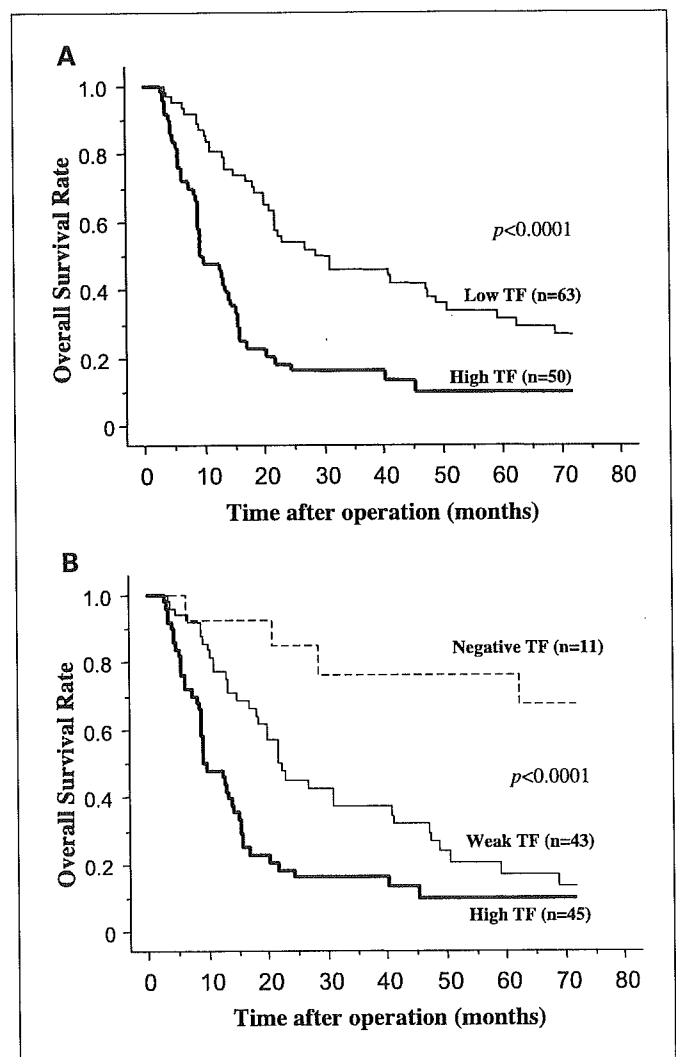 A
Overall Survival Rate
1.0
0.8
0.6
0.4
0.2
0
p<0.0001
Low TF (n=63)
High TF (n=50)
0 10 20 30 40 50 60 70 80
Time after operation (months)
B
Overall Survival Rate
1.0
0.8
0.6
0.4
0.2
0
Negative TF (n=11)
p<0.0001
Weak TF (n=43)
High TF (n=45)
0 10 20 30 40 50 60 70 80
Time after operation (months)